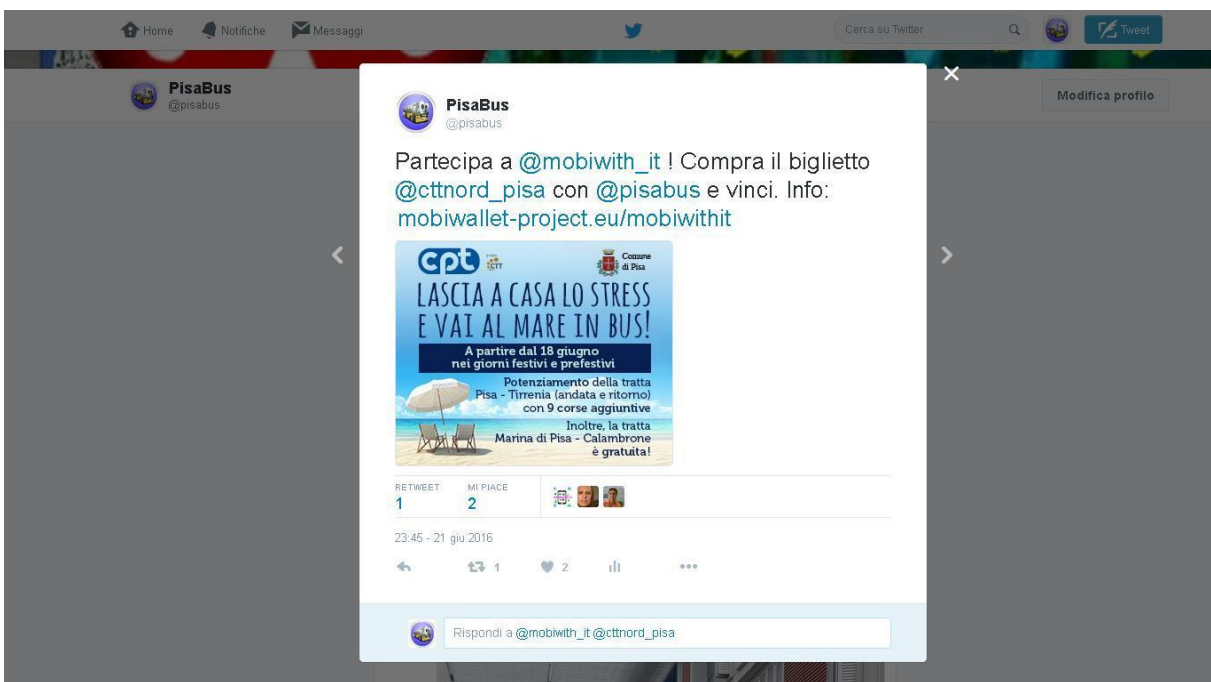 Home Notifiche Messaggi Cerca su Twitter Tweet
PisaBus
@pisabus
Modifica profilo
PisaBus
@pisabus
Partecipa a @mobiwith_it ! Compra il biglietto
@cttnord_pisa con @pisabus e vinci. Info:
mobiwallet-project.eu/mobiwithit
cpt CTT Comune
di Pisa
LASCIA A CASA LO STRESS
E VAI AL MARE IN BUS!
A partire dal 18 giugno
nei giorni festivi e prefestivi
Potenziamento della tratta
Pisa - Tirrenia (andata e ritorno)
con 9 corse aggiuntive
Inoltre, la tratta
Marina di Pisa - Calambrone
è gratuita!
RETWEET MI PIACE
1 2
23:45 - 21 giu 2016
1 2
Rispondi a @mobiwith_it @cttnord_pisa